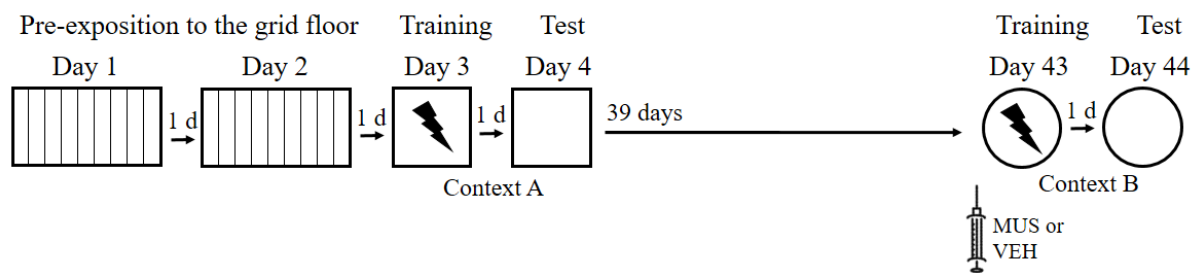 Pre-exposition to the grid floor Training Test Training Test
Day 1 Day 2 Day 3 Day 4 Day 43 Day 44
1 d 1 d 1 d 39 days 1 d
Context A Context B
MUS or
VEH